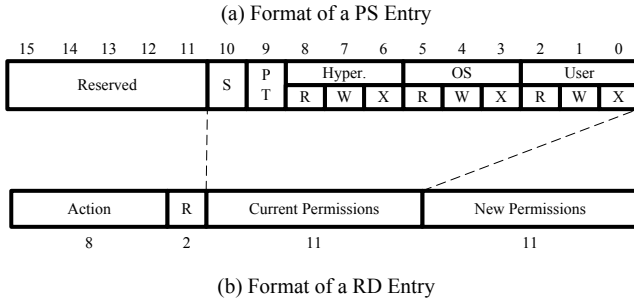 (a) Format of a PS Entry
15 14 13 12 11 10 9 8 7 6 5 4 3 2 1 0
Reserved S P T Hyper. OS User
R W X R W X R W X
Action R Current Permissions New Permissions
8 2 11 11
(b) Format of a RD Entry